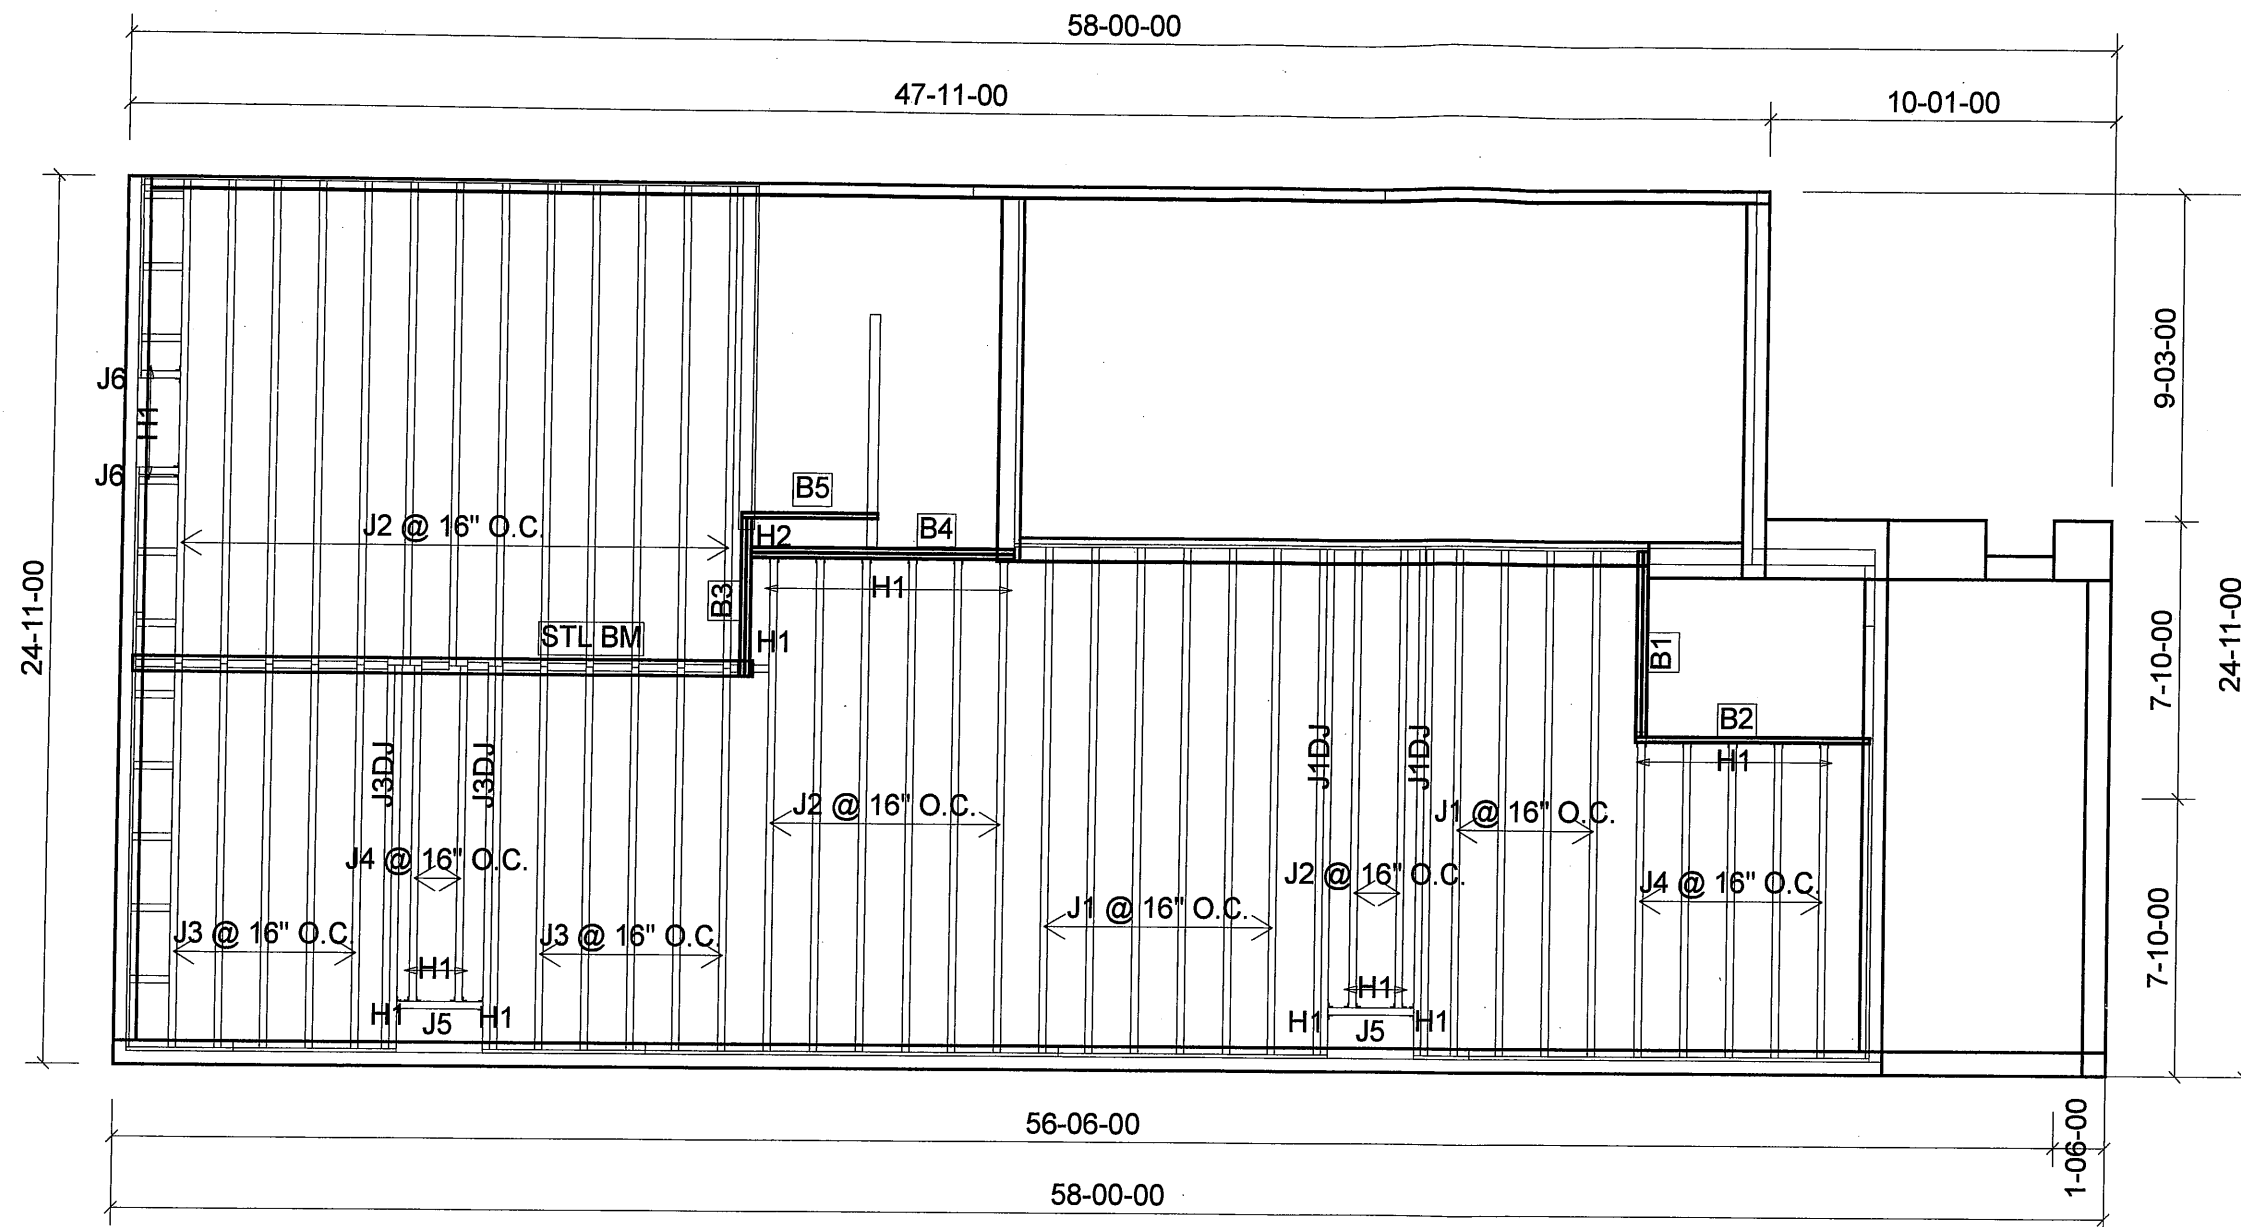 58-00-00
47-11-00
10-01-00
24-11-00
9-03-00
7-10-00
7-10-00
24-11-00
J6
H1
J6
J2 @ 16" O.C.
B5
B4
H2
B3
H1
H1
STL BM
B1
B2
H1
J3DJ
J3DJ
J1DJ
J1DJ
J2 @ 16" O.C.
J1 @ 16" O.C.
J4 @ 16" O.C.
J2 @ 16" O.C.
J4 @ 16" O.C.
J1 @ 16" O.C.
J3 @ 16" O.C.
J3 @ 16" O.C.
H1
H1
H1
J5
H1
H1
J5
H1
56-06-00
1-06-00
58-00-00